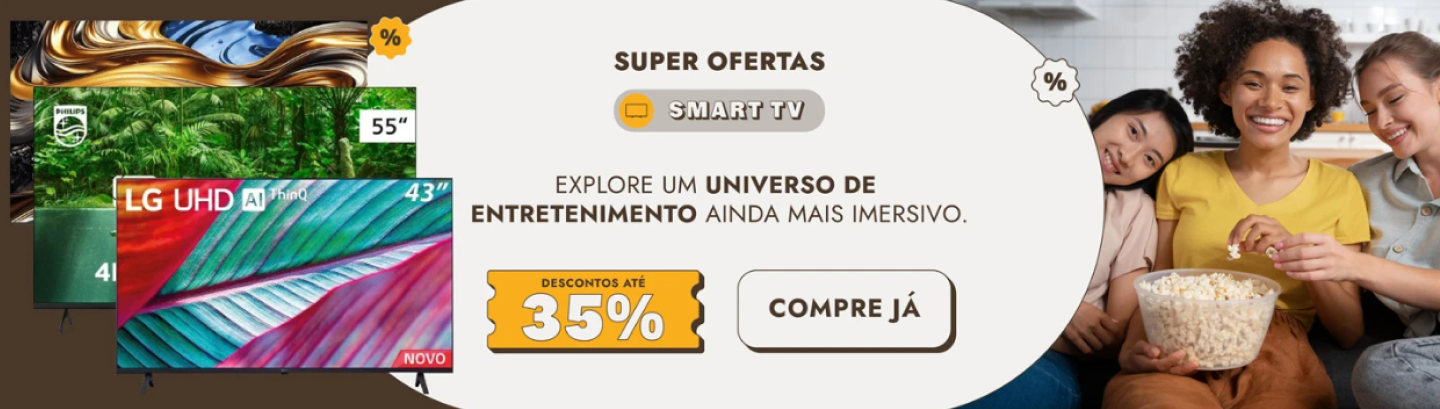 %
PHILIPS
55"
LG UHD AI ThinQ
43"
NOVO
SUPER OFERTAS
SMART TV
EXPLORE UM UNIVERSO DE
ENTRETENIMENTO AINDA MAIS IMERSIVO.
DESCONTOS ATÉ
35%
COMPRE JÁ
%